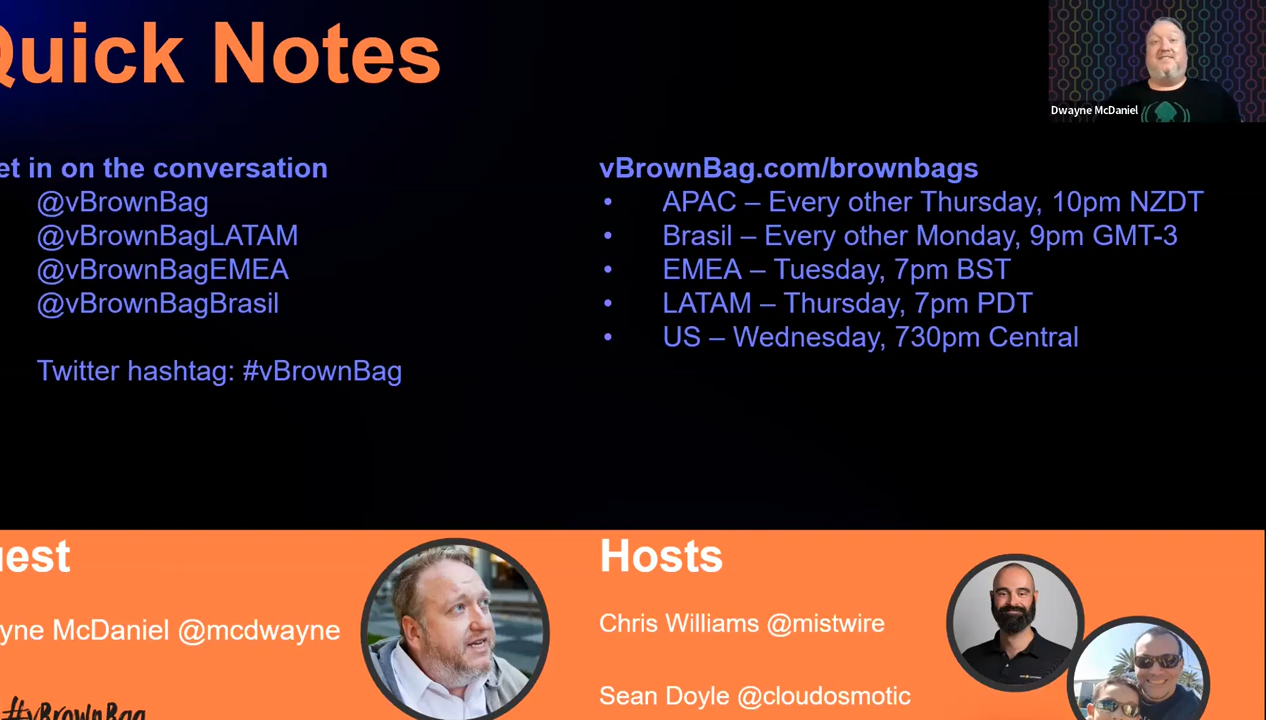 Quick Notes
Dwayne McDaniel
et in on the conversation
@vBrownBag
@vBrownBagLATAM
@vBrownBagEMEA
@vBrownBagBrasil
Twitter hashtag: #vBrownBag
vBrownBag.com/brownbags
• APAC – Every other Thursday, 10pm NZDT
• Brasil – Every other Monday, 9pm GMT-3
• EMEA – Tuesday, 7pm BST
• LATAM – Thursday, 7pm PDT
• US – Wednesday, 730pm Central
uest
yne McDaniel @mcdwayne
#vBrownBag
Hosts
Chris Williams @mistwire
Sean Doyle @cloudosmotic